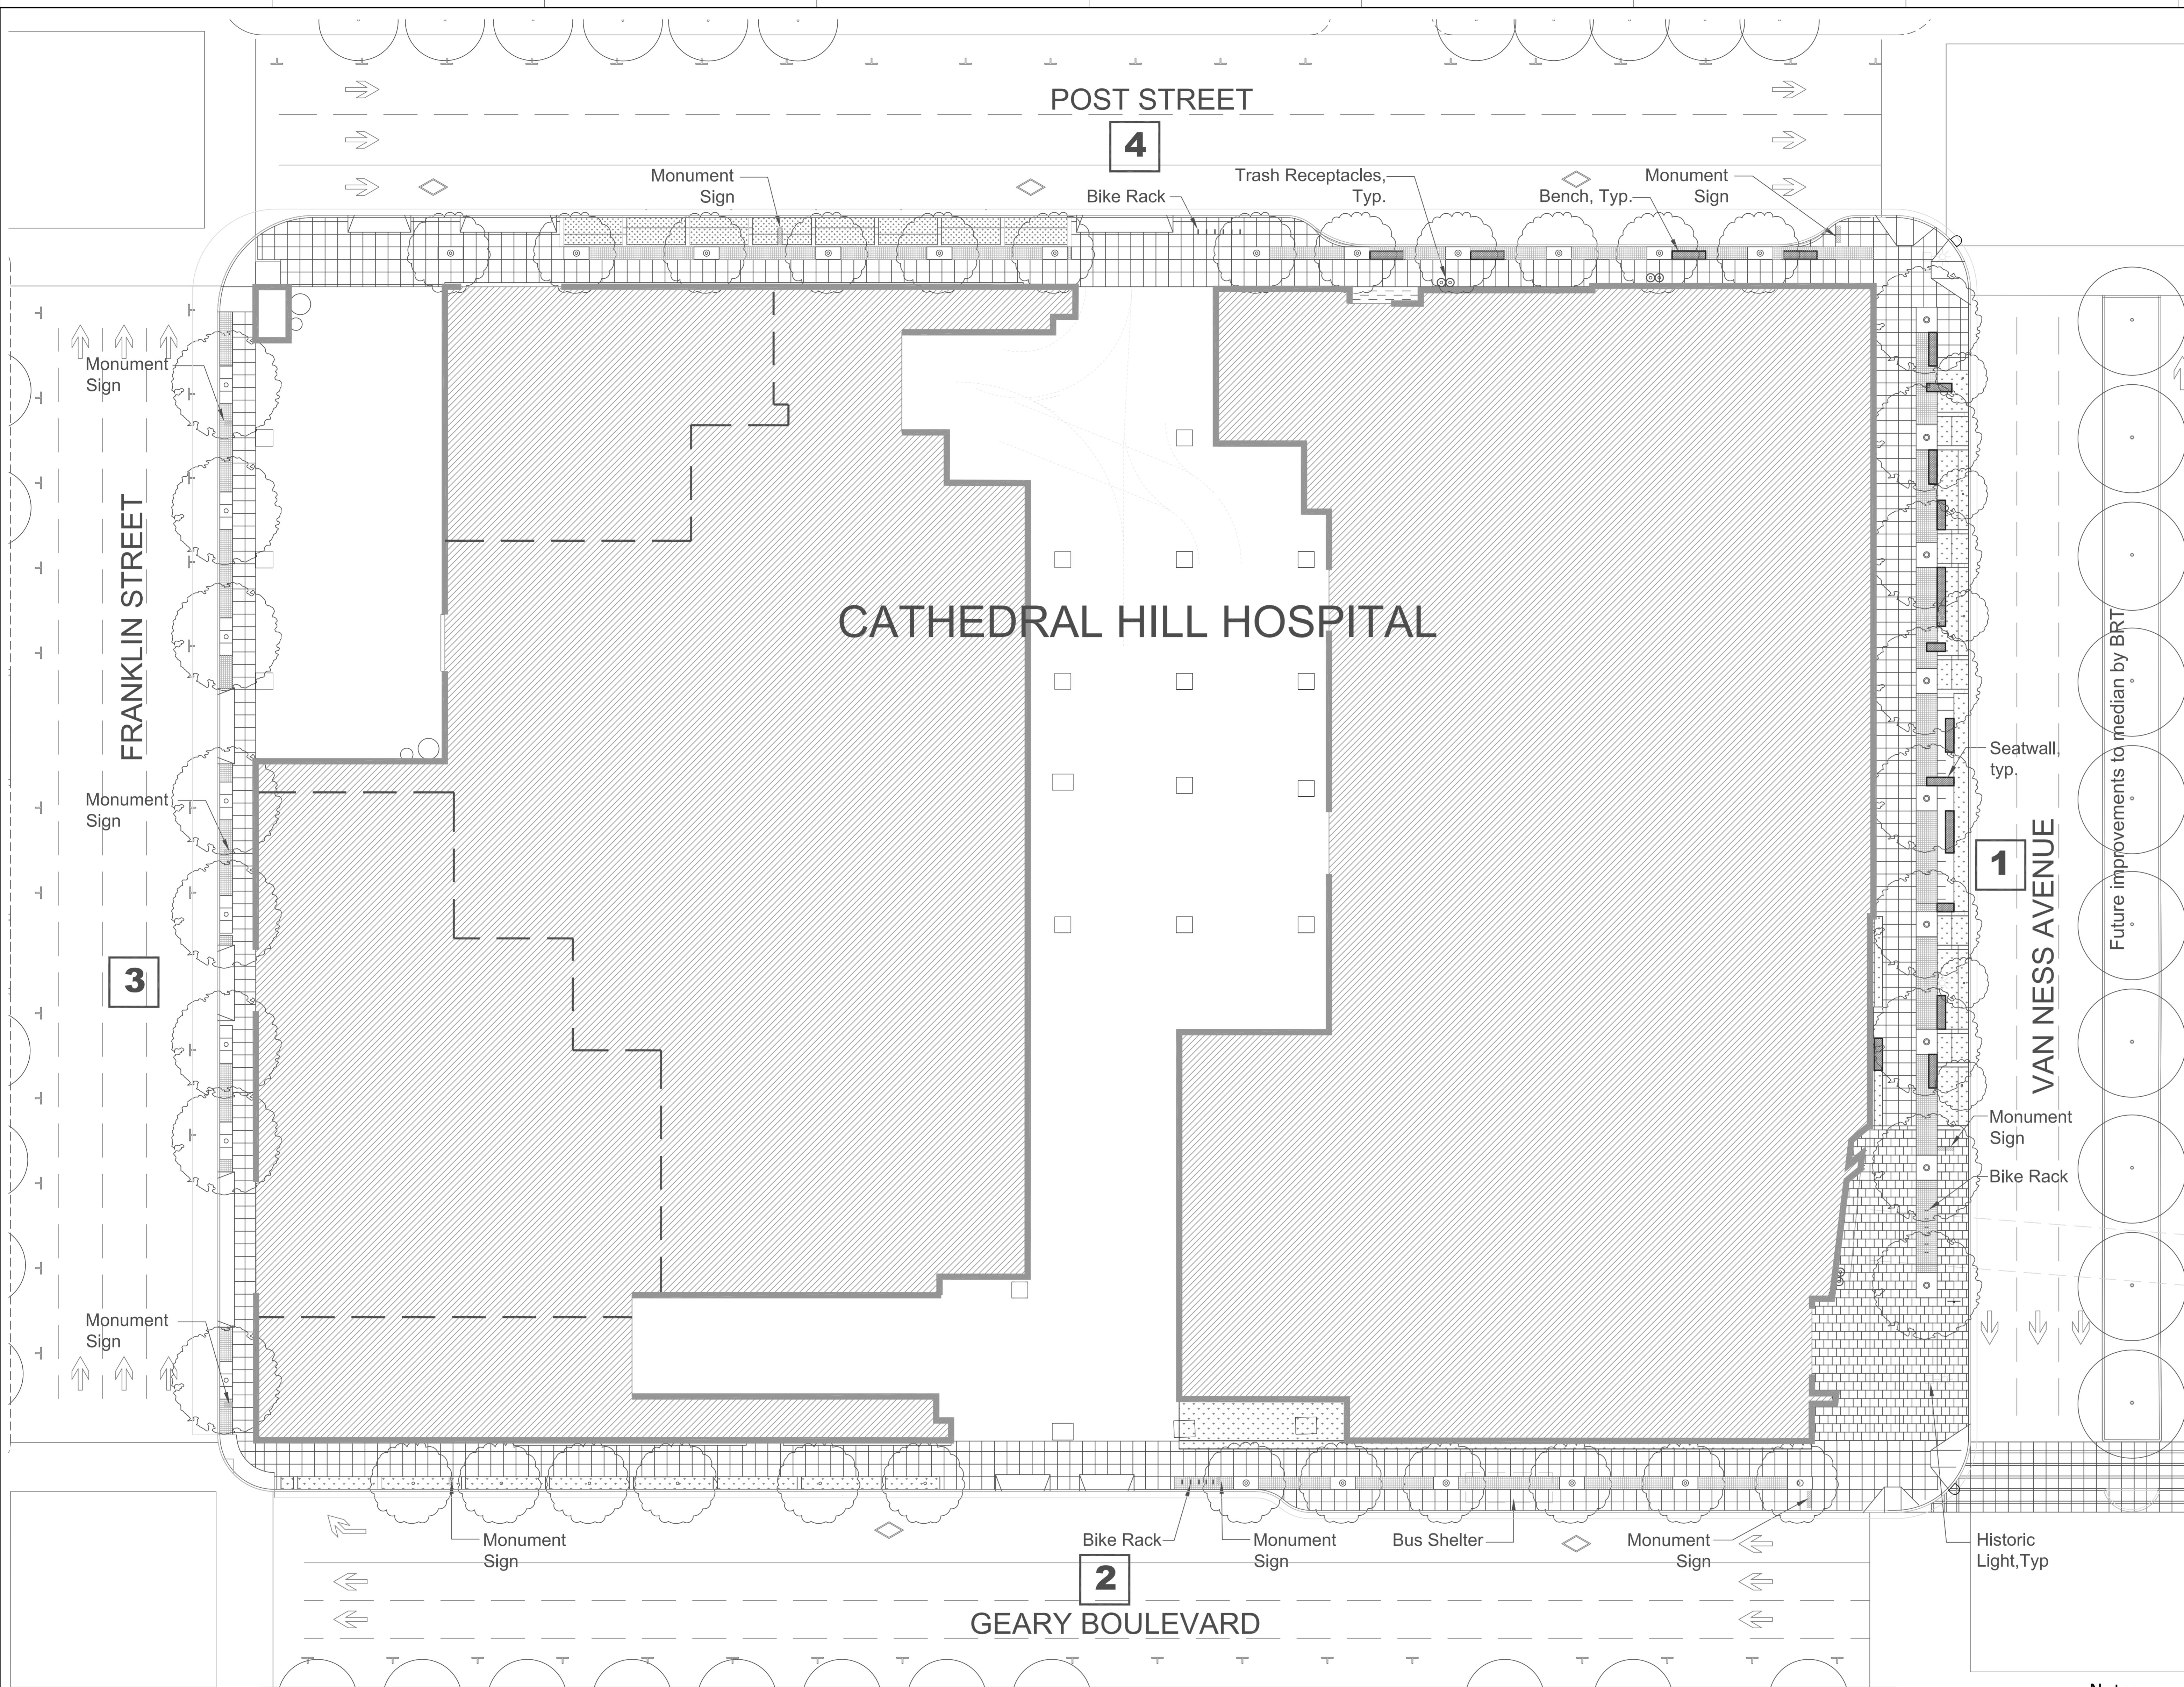 POST STREET
4
Monument
Sign
Bike Rack
Trash Receptacles,
Typ.
Bench, Typ.
Monument
Sign
Monument
Sign
FRANKLIN STREET
CATHEDRAL HILL HOSPITAL
Future improvements to median by BRT
Seatwall,
typ.
Monument
Sign
1
VAN NESS AVENUE
3
Monument
Sign
Bike Rack
Monument
Sign
Monument
Sign
Bike Rack
Monument
Sign
Bus Shelter
Monument
Sign
Historic
Light,Typ
2
GEARY BOULEVARD